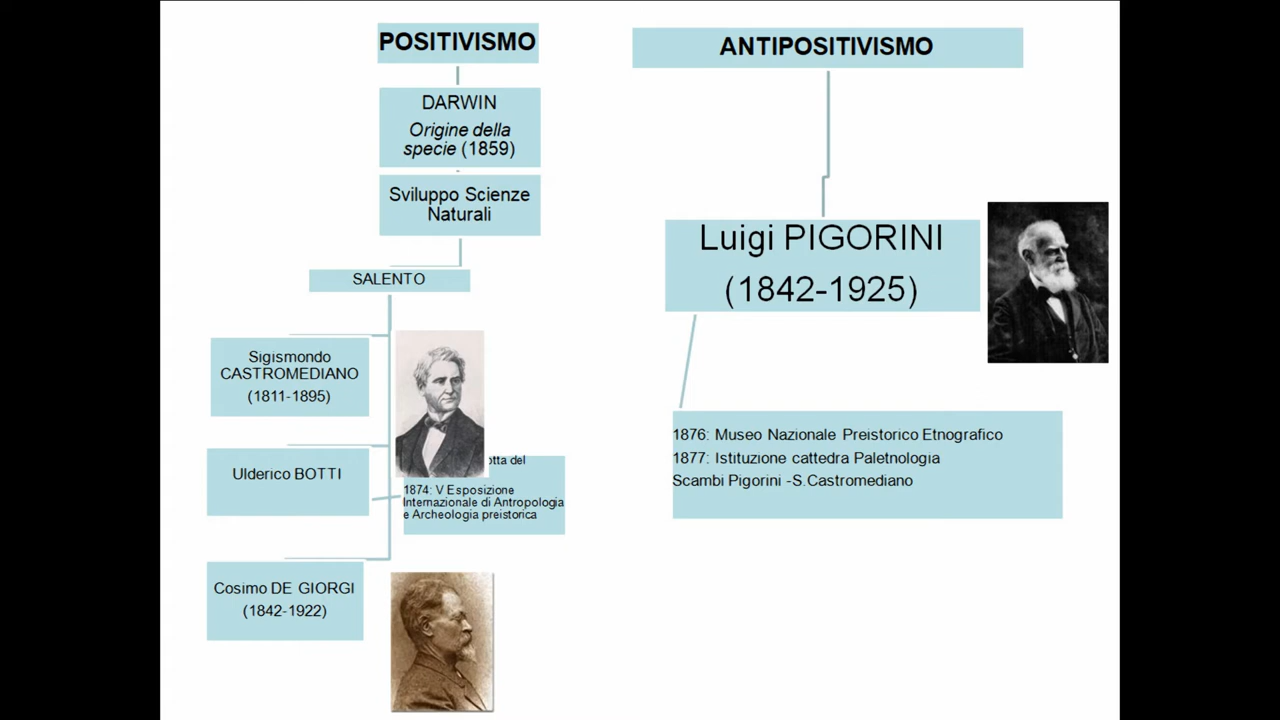 POSITIVISMO
DARWIN
Origine della
specie (1859)
Sviluppo Scienze
Naturali
SALENTO
Sigismondo
CASTROMEDIANO
(1811-1895)
Ulderico BOTTI
del
1874: V Esposizione
Internazionale di Antropologia
e Archeologia preistorica
Cosimo DE GIORGI
(1842-1922)
ANTIPOSITIVISMO
Luigi PIGORINI
(1842-1925)
1876: Museo Nazionale Preistorico Etnografico
1877: Istituzione cattedra Paletnologia
Scambi Pigorini -S.Castromediano